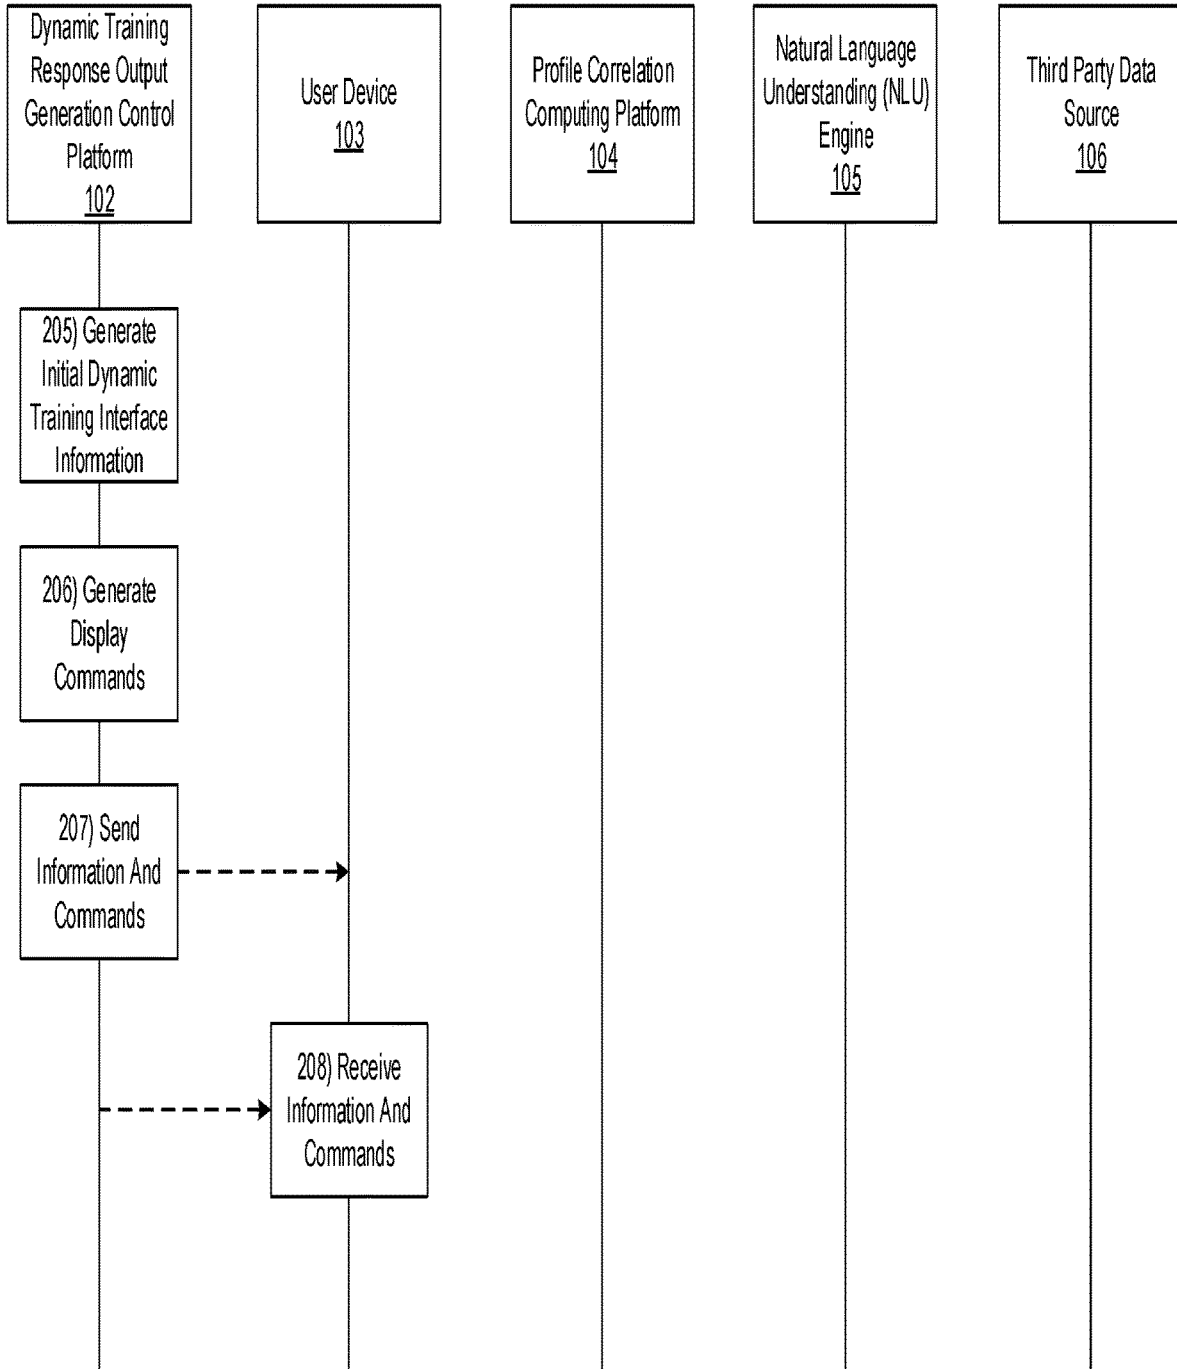 Dynamic Training
Response Output
Generation Control
Platform
102
User Device
103
Profile Correlation
Computing Platform
104
Natural Language
Understanding (NLU)
Engine
105
Third Party Data
Source
106
205) Generate
Initial Dynamic
Training Interface
Information
206) Generate
Display
Commands
207) Send
Information And
Commands
208) Receive
Information And
Commands